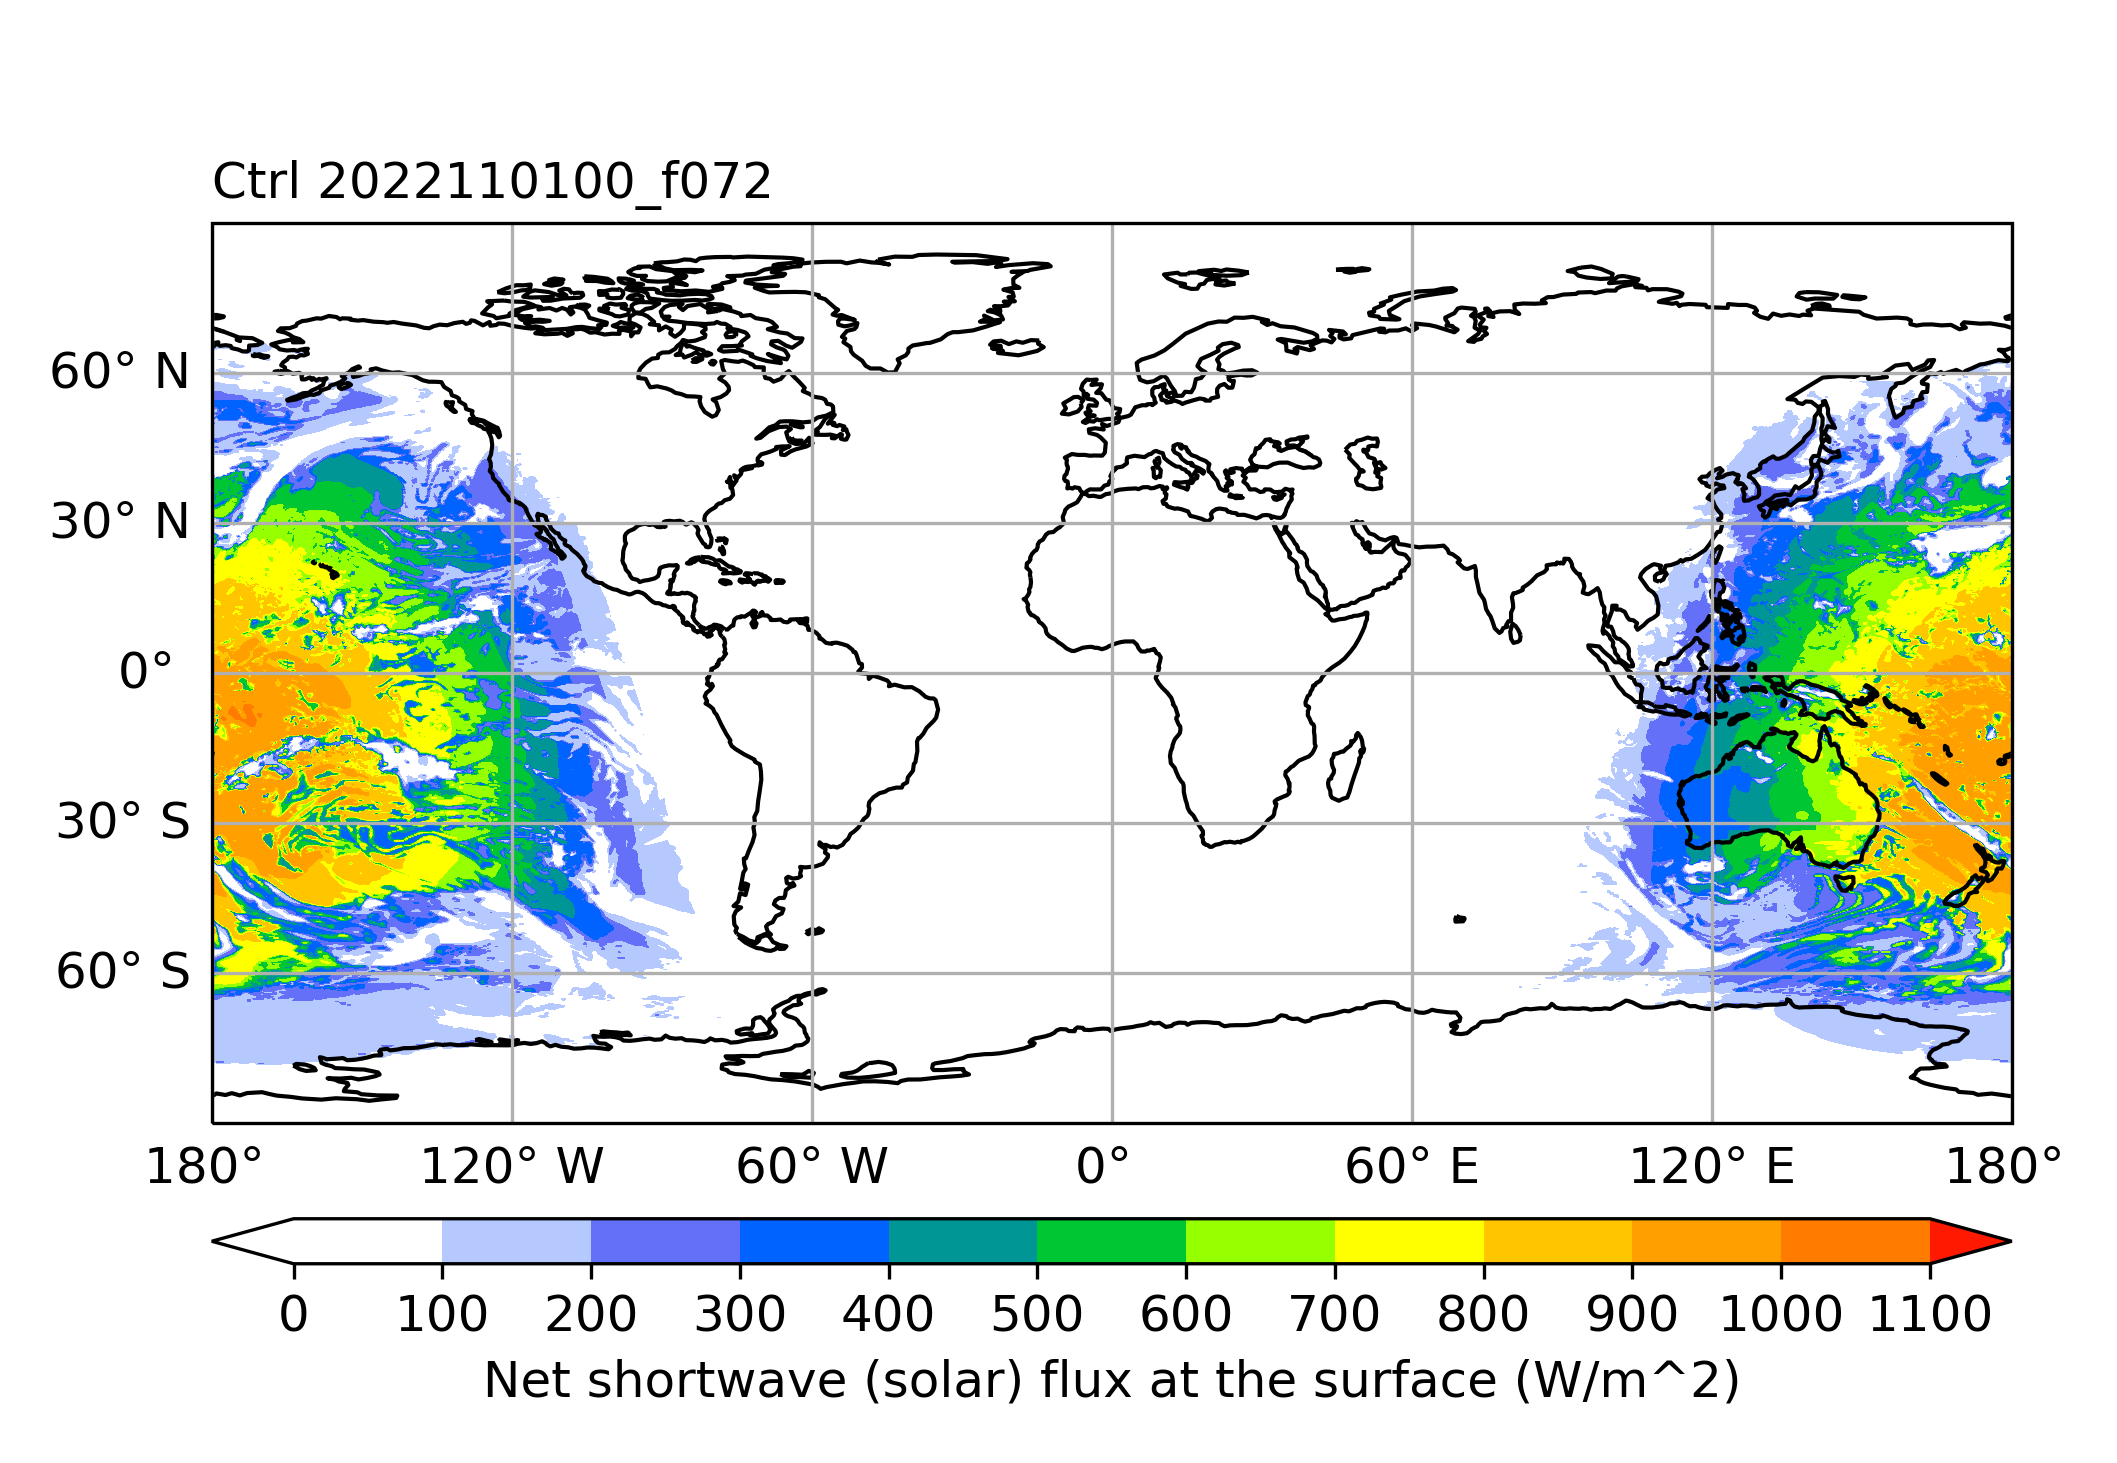 Ctrl 2022110100_f072
60° N
30° N
0°
30° S
60° S
180° 120° W 60° W 0° 60° E 120° E 180°
0 100 200 300 400 500 600 700 800 900 1000 1100
Net shortwave (solar) flux at the surface (W/m^2)